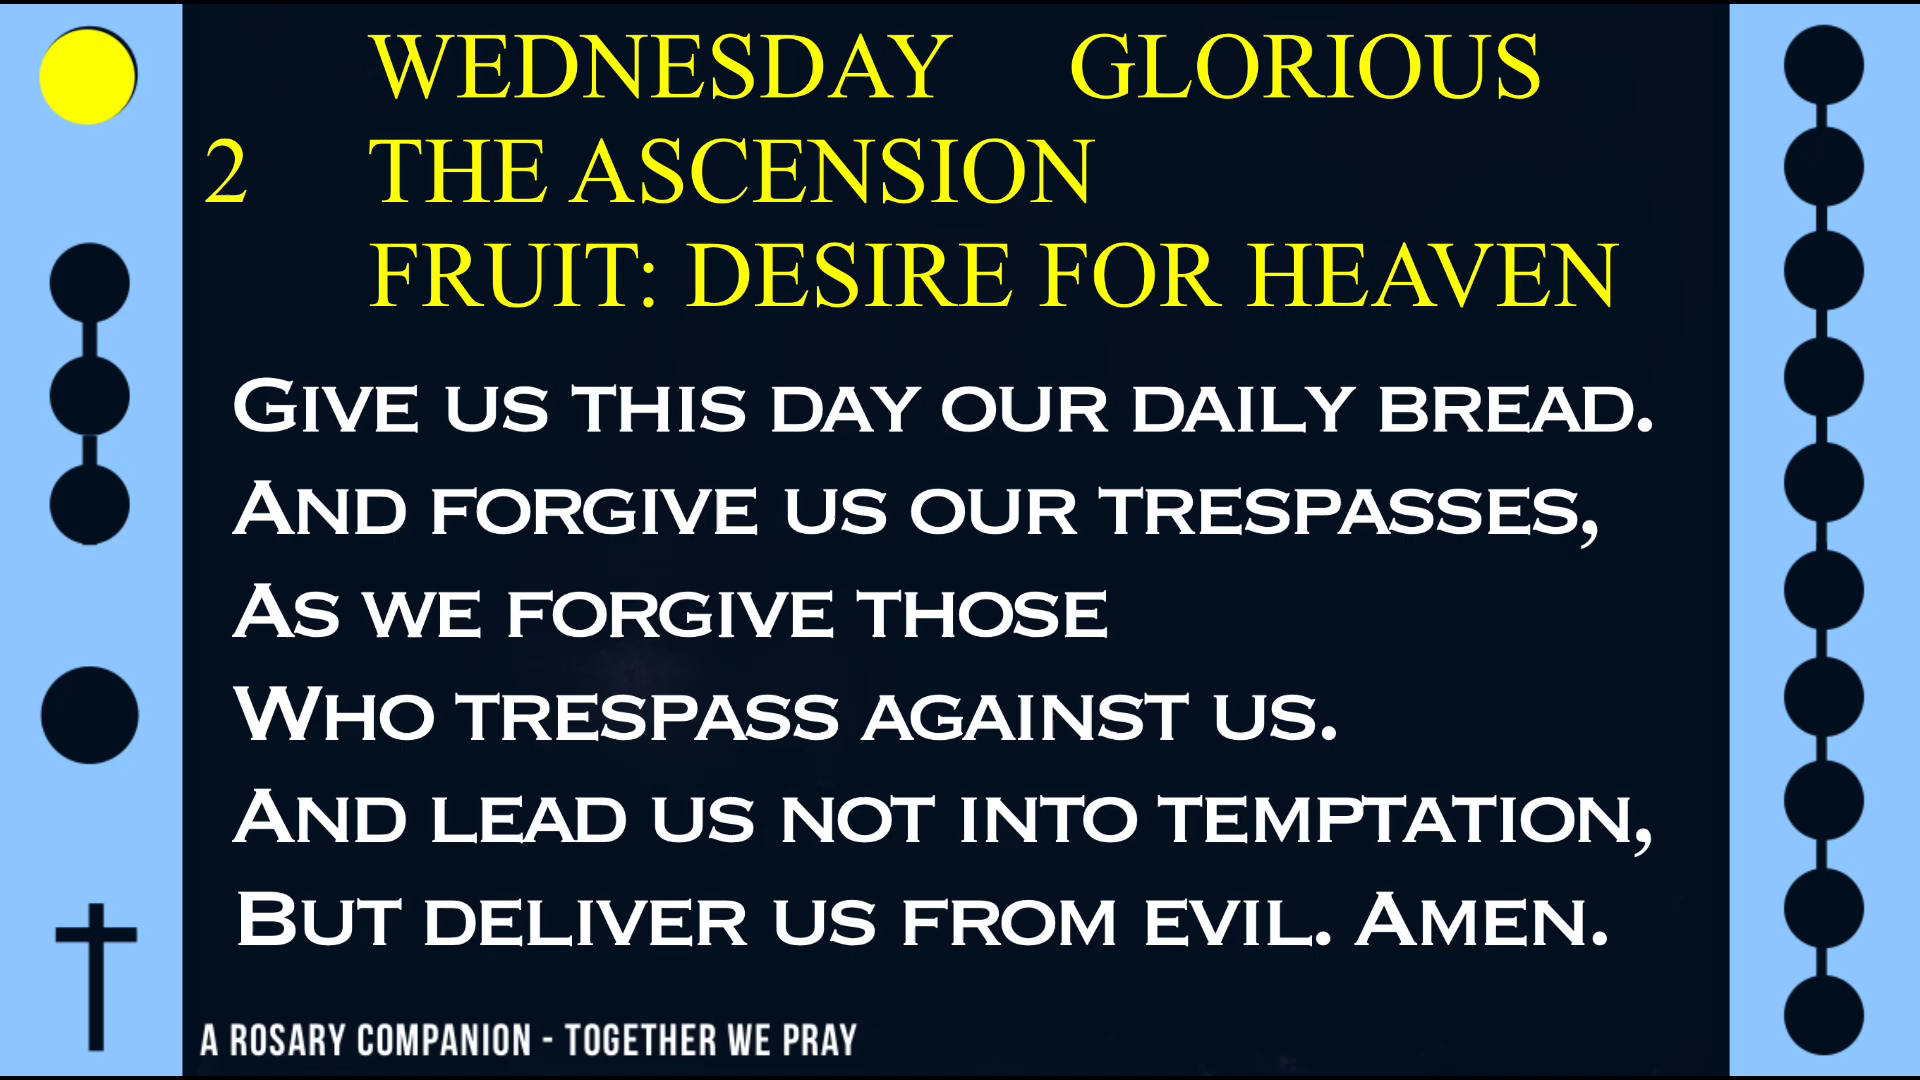 WEDNESDAY GLORIOUS
2 THE ASCENSION
FRUIT: DESIRE FOR HEAVEN
Give us this day our daily bread.
And forgive us our trespasses,
As we forgive those
Who trespass against us.
And lead us not into temptation,
But deliver us from evil. Amen.
A ROSARY COMPANION - TOGETHER WE PRAY